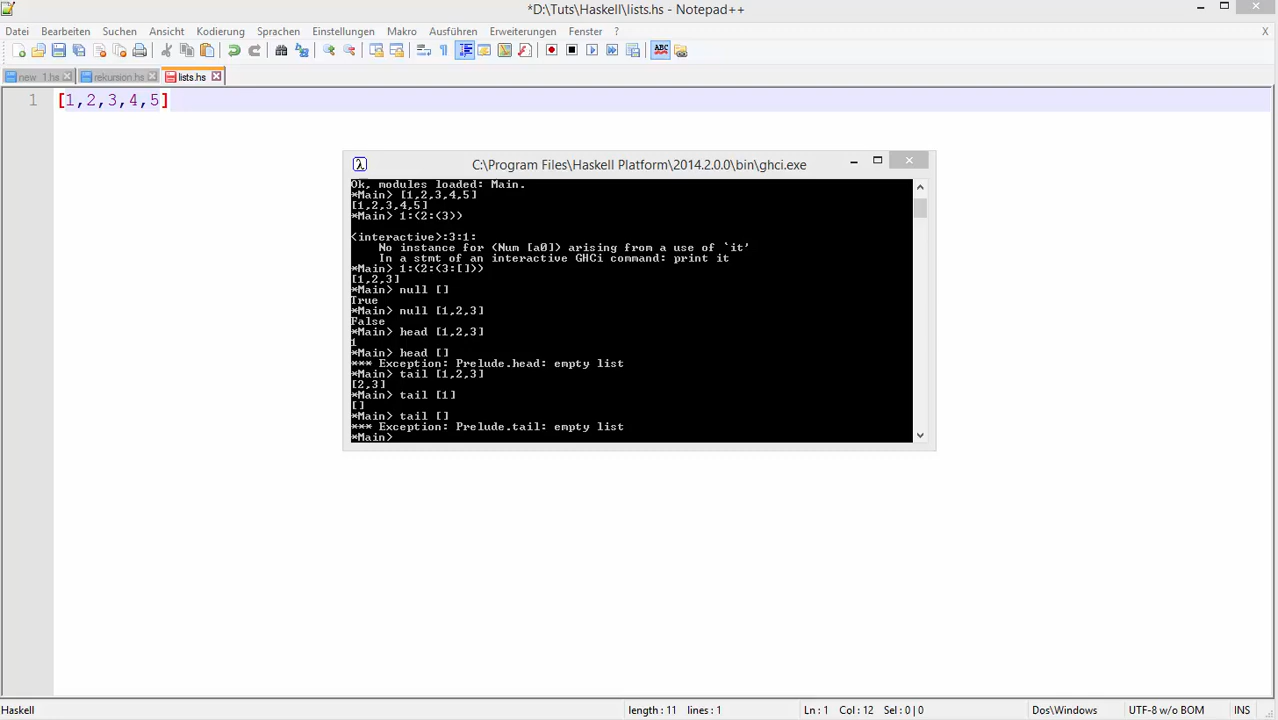 *D:\Tuts\Haskell\lists.hs - Notepad++
Datei Bearbeiten Suchen Ansicht Kodierung Sprachen Einstellungen Makro Ausführen Erweiterungen Fenster ? X
new 1.hs rekursion.hs lists.hs
1 [1,2,3,4,5]
C:\Program Files\Haskell Platform\2014.2.0.0\bin\ghci.exe
Ok, modules loaded: Main.
*Main> [1,2,3,4,5]
[1,2,3,4,5]
*Main> 1:(2:(3))
<interactive>:3:1:
No instance for (Num [a0]) arising from a use of `it'
In a stmt of an interactive GHCi command: print it
*Main> 1:(2:(3:[]))
[1,2,3]
*Main> null []
True
*Main> null [1,2,3]
False
*Main> head [1,2,3]
1
*Main> head []
*** Exception: Prelude.head: empty list
*Main> tail [1,2,3]
[2,3]
*Main> tail [1]
[]
*Main> tail []
*** Exception: Prelude.tail: empty list
*Main>
Haskell length : 11 lines : 1 Ln : 1 Col : 12 Sel : 0 | 0 Dos\Windows UTF-8 w/o BOM INS